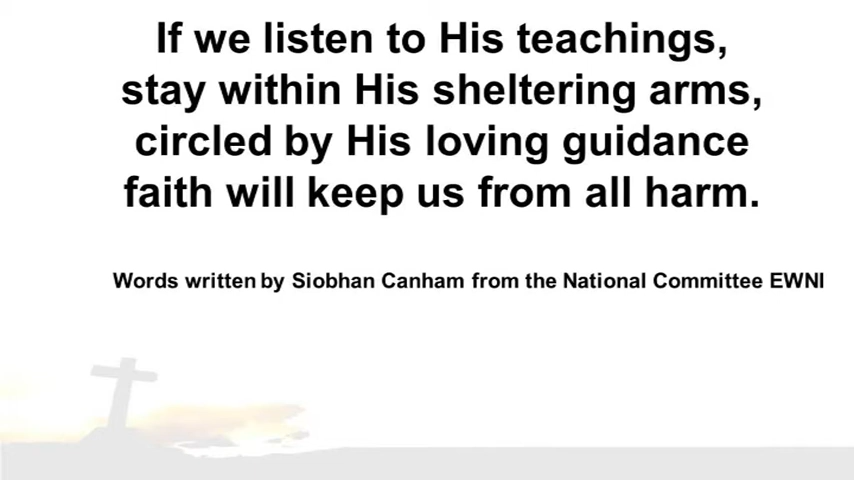 If we listen to His teachings,
stay within His sheltering arms,
circled by His loving guidance
faith will keep us from all harm.
Words written by Siobhan Canham from the National Committee EWNI